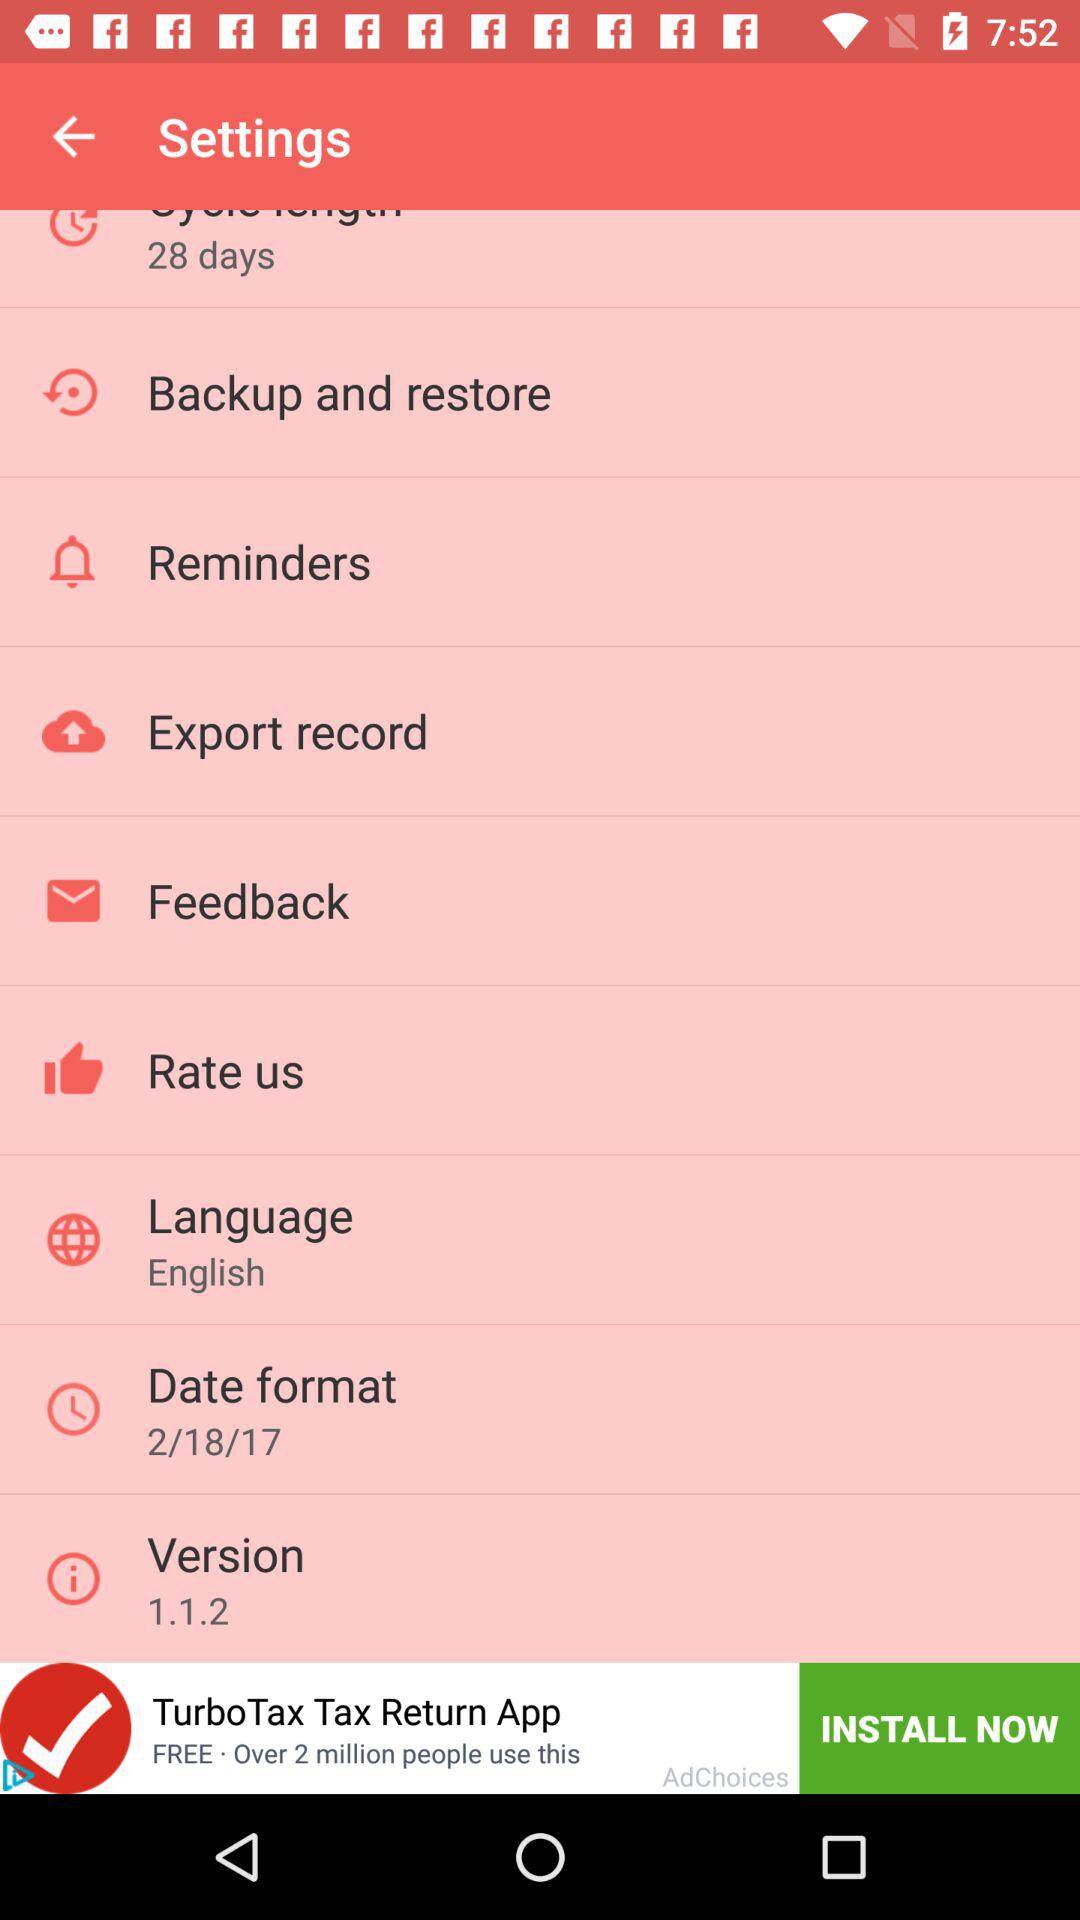 7:52
Settings
Cycle length
28 days
Backup and restore
Reminders
Export record
Feedback
Rate us
Language
English
Date format
2/18/17
Version
1.1.2
TurboTax Tax Return App
FREE · Over 2 million people use this
AdChoices
INSTALL NOW